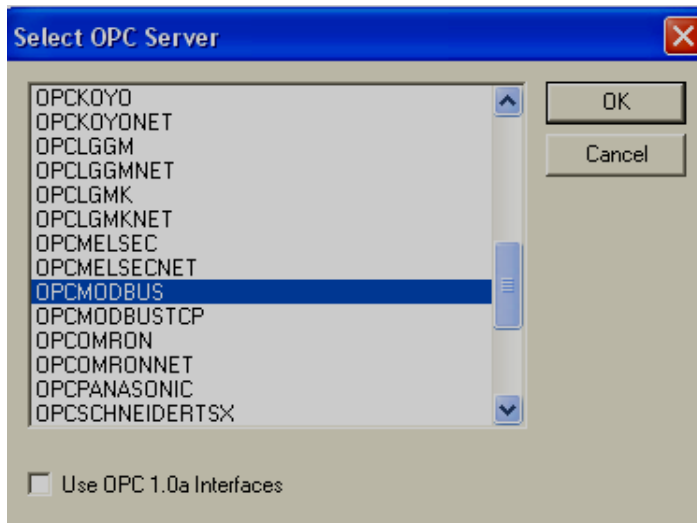 Select OPC Server
OPCKOYO
OPCKOYONET
OPCLGGM
OPCLGGMNET
OPCLGMK
OPCLGMKNET
OPCMELSEC
OPCMELSECNET
OPCMODBUS
OPCMODBUSTCP
OPCOMRON
OPCOMRONNET
OPCPANASONIC
OPCSCHNEIDERTSX
OK
Cancel
Use OPC 1.0a Interfaces